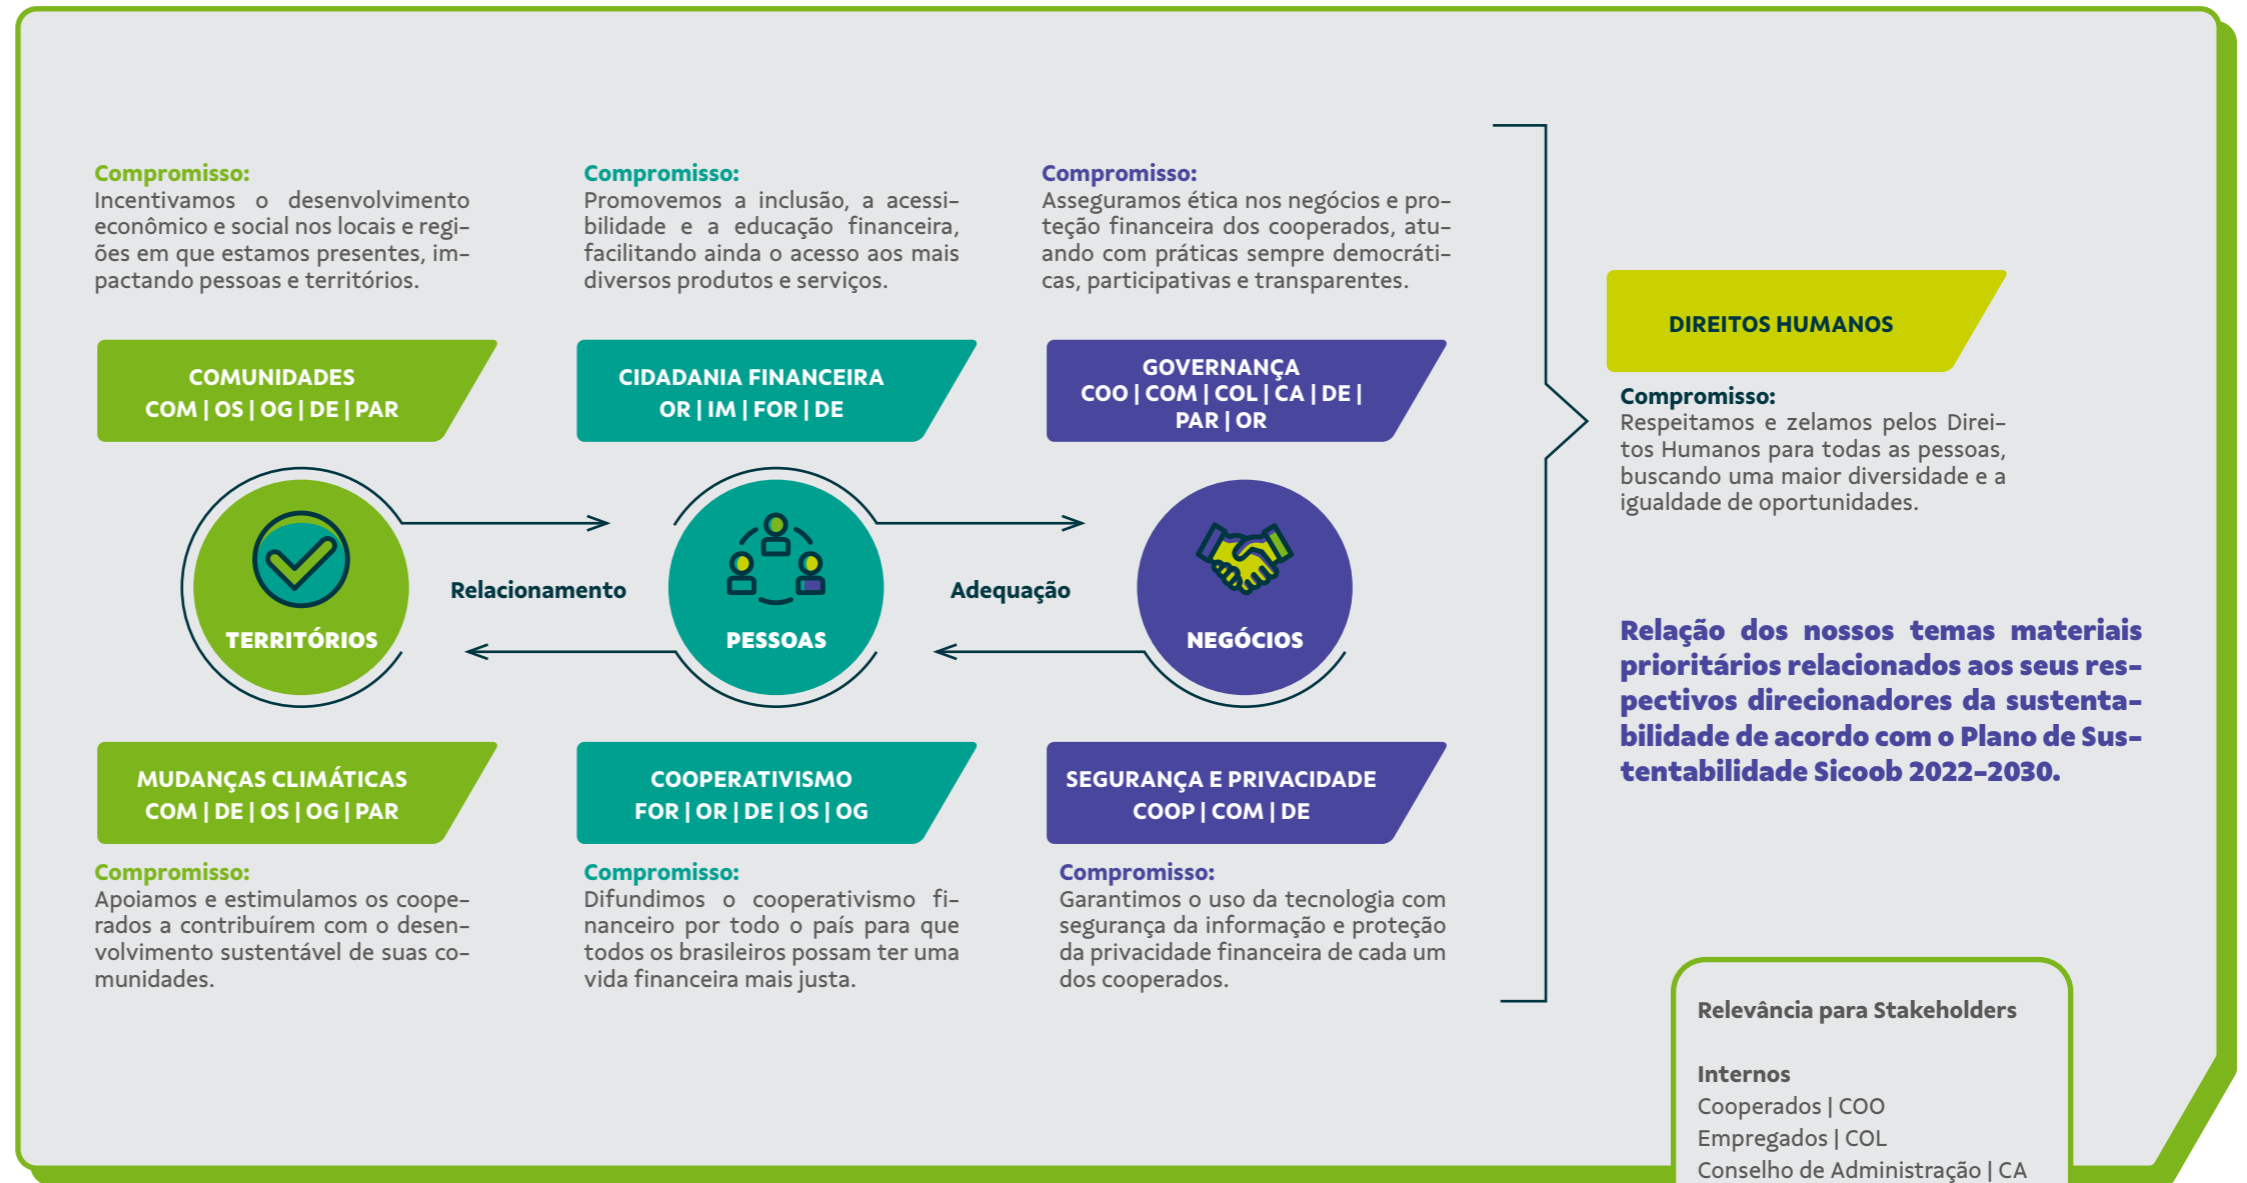 Compromisso:
Incentivamos o desenvolvimento
econômico e social nos locais e regi-
ões em que estamos presentes, im-
pactando pessoas e territórios.
COMUNIDADES
COM | OS | OG | DE | PAR
Compromisso:
Promovemos a inclusão, a acessi-
bilidade e a educação financeira,
facilitando ainda o acesso aos mais
diversos produtos e serviços.
CIDADANIA FINANCEIRA
OR | IM | FOR | DE
Compromisso:
Asseguramos ética nos negócios e pro-
teção financeira dos cooperados, atu-
ando com práticas sempre democráti-
cas, participativas e transparentes.
GOVERNANÇA
COO | COM | COL | CA | DE |
PAR | OR
TERRITÓRIOS
Relacionamento
PESSOAS
Adequação
NEGÓCIOS
MUDANÇAS CLIMÁTICAS
COM | DE | OS | OG | PAR
Compromisso:
Apoiamos e estimulamos os coope-
rados a contribuírem com o desen-
volvimento sustentável de suas co-
munidades.
COOPERATIVISMO
FOR | OR | DE | OS | OG
Compromisso:
Difundimos o cooperativismo fi-
nanceiro por todo o país para que
todos os brasileiros possam ter uma
vida financeira mais justa.
SEGURANÇA E PRIVACIDADE
COOP | COM | DE
Compromisso:
Garantimos o uso da tecnologia com
segurança da informação e proteção
da privacidade financeira de cada um
dos cooperados.
DIREITOS HUMANOS
Compromisso:
Respeitamos e zelamos pelos Direi-
tos Humanos para todas as pessoas,
buscando uma maior diversidade e a
igualdade de oportunidades.
Relação dos nossos temas materiais
prioritários relacionados aos seus res-
pectivos direcionadores da sustenta-
bilidade de acordo com o Plano de Sus-
tentabilidade Sicoob 2022-2030.
Relevância para Stakeholders
Internos
Cooperados | COO
Empregados | COL
Conselho de Administração | CA